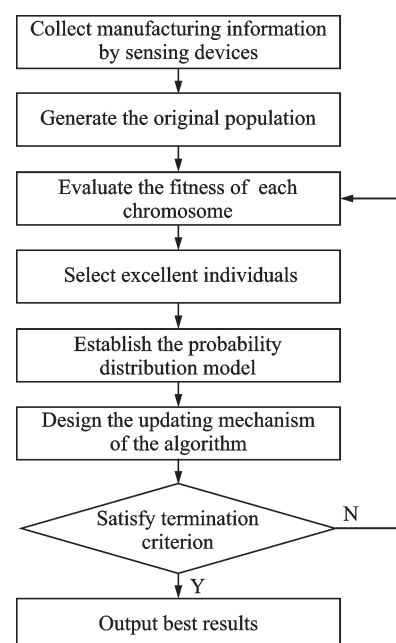 Collect manufacturing information
by sensing devices
Generate the original population
Evaluate the fitness of each
chromosome
Select excellent individuals
Establish the probability
distribution model
Design the updating mechanism
of the algorithm
Satisfy termination
criterion
N
Y
Output best results